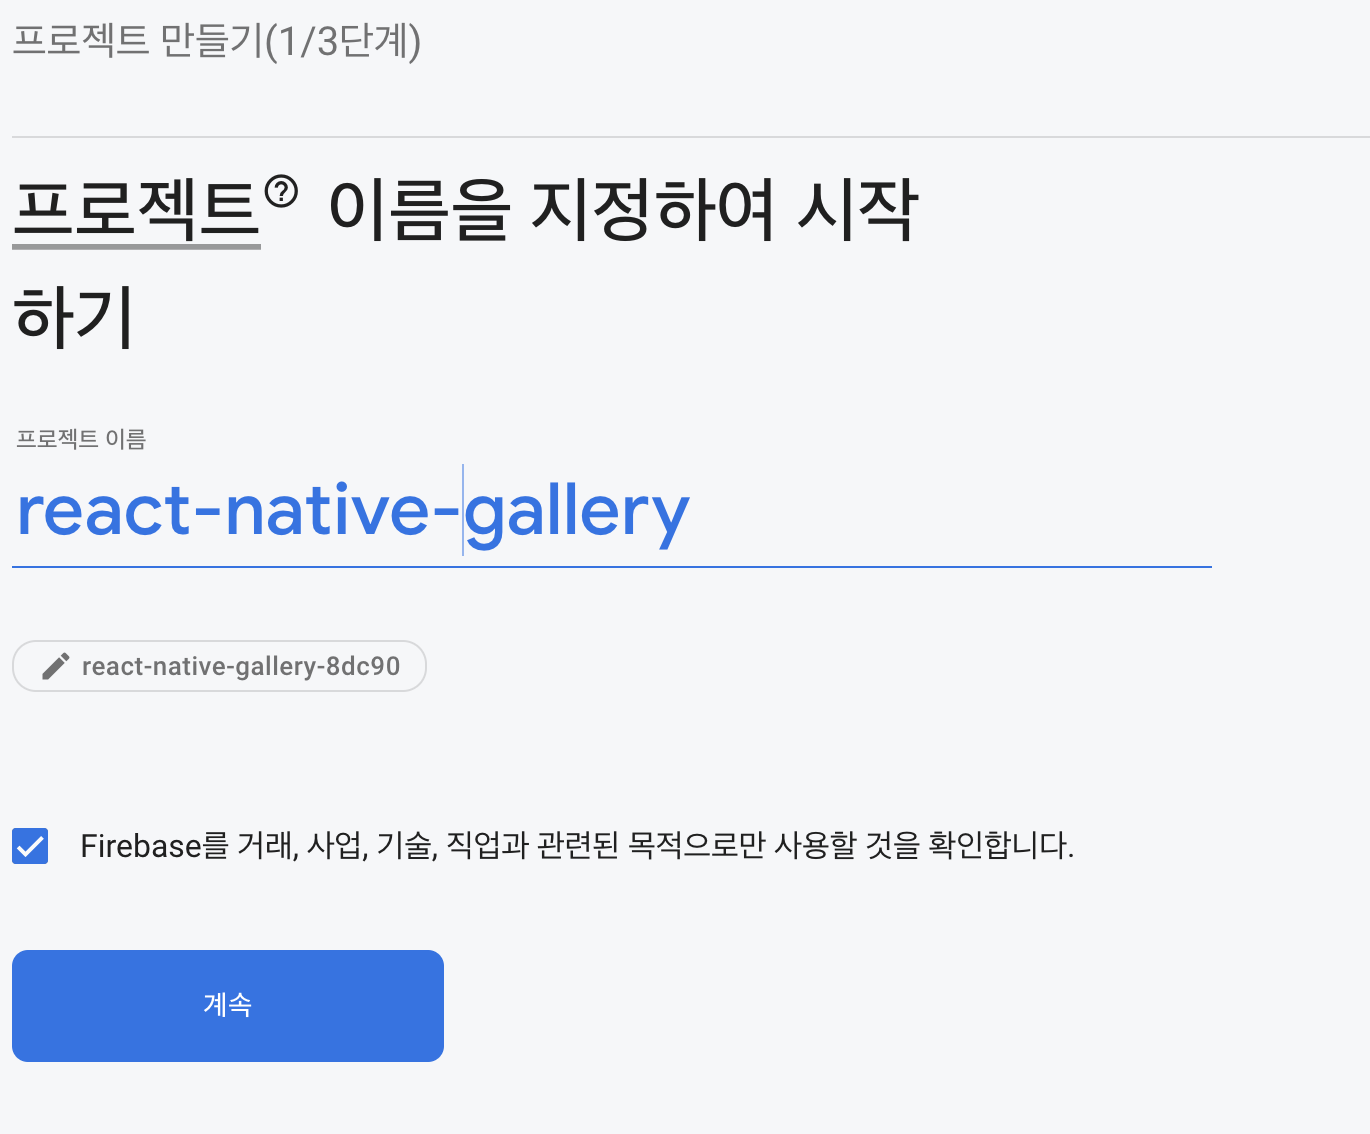 프로젝트 만들기(1/3단계)
프로젝트 이름을 지정하여 시작
하기
프로젝트 이름
react-native-gallery
react-native-gallery-8dc90
Firebase를 거래, 사업, 기술, 직업과 관련된 목적으로만 사용할 것을 확인합니다.
계속